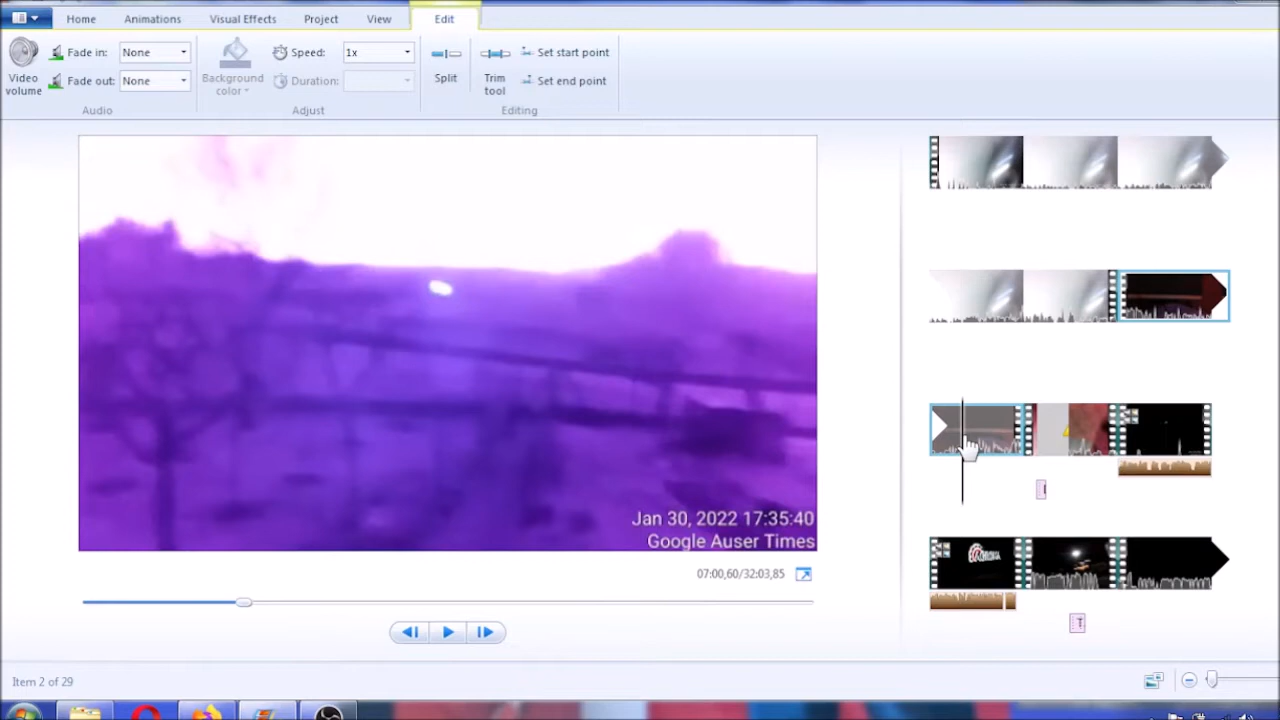 Home Animations Visual Effects Project View Edit
Video volume
Fade in: None
Fade out: None
Audio
Background color
Speed: 1x
Duration:
Adjust
Split
Trim tool
Set start point
Set end point
Editing
Jan 30, 2022 17:35:40
Google Auser Times
07:00,60/32:03,85
Item 2 of 29